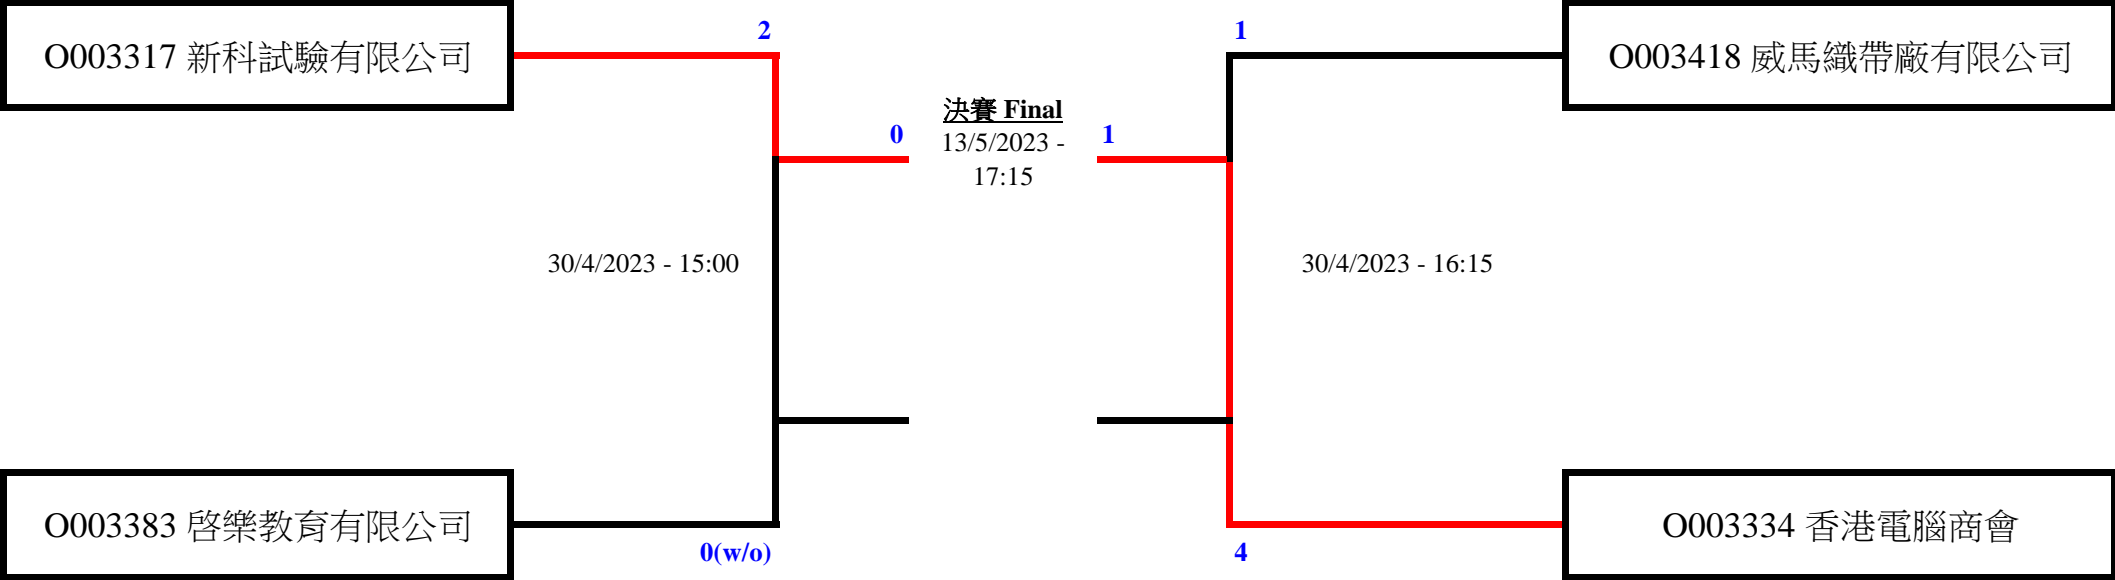 2
1
O003317 新科試驗有限公司
O003418 威馬織帶廠有限公司
決賽 Final
0
13/5/2023 -
1
17:15
30/4/2023 - 15:00
30/4/2023 - 16:15
O003383 啓樂教育有限公司
O003334 香港電腦商會
0(w/o)
4